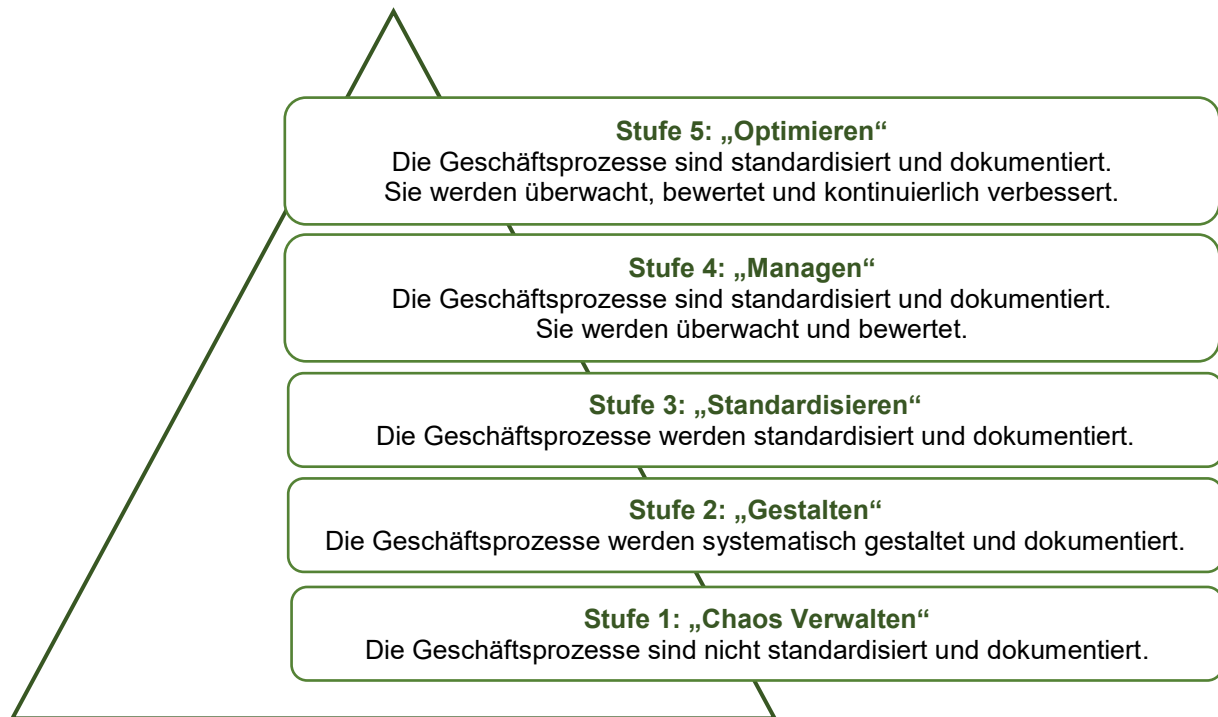 Stufe 5: „Optimieren“
Die Geschäftsprozesse sind standardisiert und dokumentiert.
Sie werden überwacht, bewertet und kontinuierlich verbessert.
Stufe 4: „Managen“
Die Geschäftsprozesse sind standardisiert und dokumentiert.
Sie werden überwacht und bewertet.
Stufe 3: „Standardisieren“
Die Geschäftsprozesse werden standardisiert und dokumentiert.
Stufe 2: „Gestalten“
Die Geschäftsprozesse werden systematisch gestaltet und dokumentiert.
Stufe 1: „Chaos Verwalten“
Die Geschäftsprozesse sind nicht standardisiert und dokumentiert.